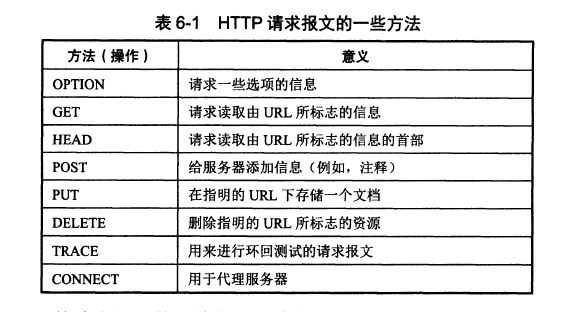 表 6-1 HTTP 请求报文的一些方法
方法（操作） 意义
OPTION 请求一些选项的信息
GET 请求读取由 URL 所标志的信息
HEAD 请求读取由 URL 所标志的信息的首部
POST 给服务器添加信息（例如，注释）
PUT 在指明的 URL 下存储一个文档
DELETE 删除指明的 URL 所标志的资源
TRACE 用来进行环回测试的请求报文
CONNECT 用于代理服务器